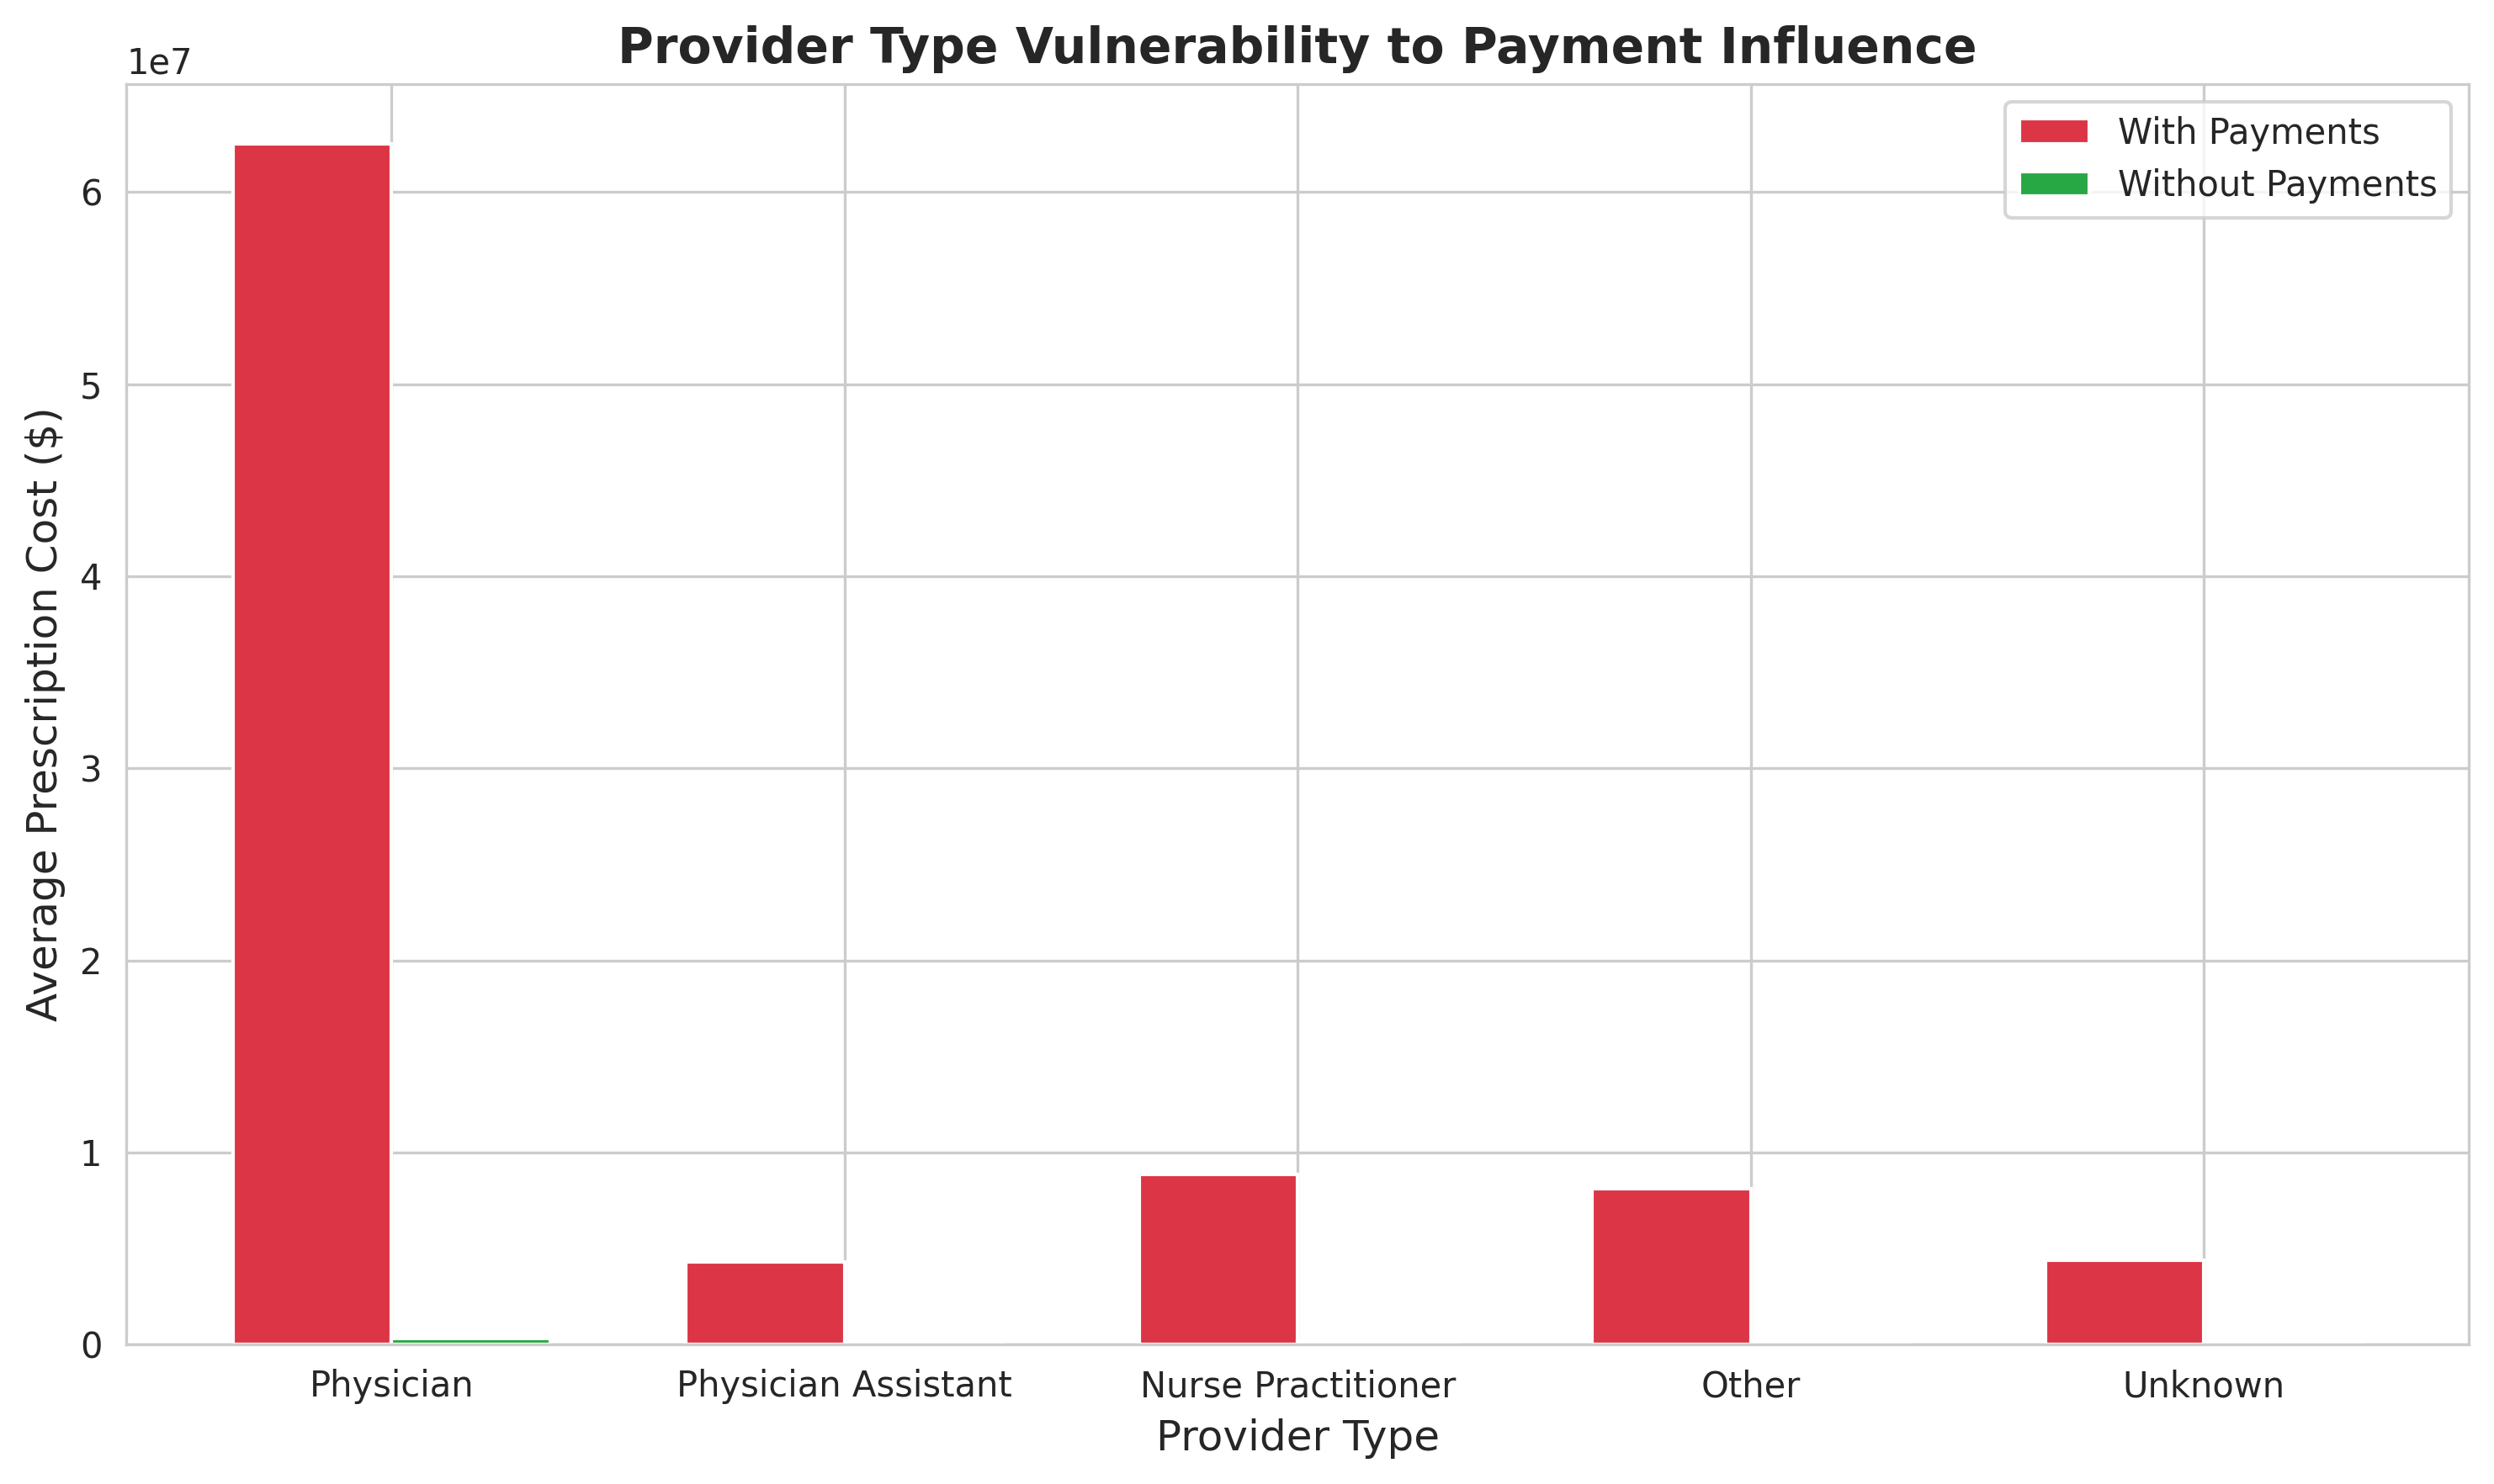 Provider Type Vulnerability to Payment Influence
1e7
With Payments
Without Payments
6
5
4
3
2
1
0
Average Prescription Cost ($)
Physician
Physician Assistant
Nurse Practitioner
Other
Unknown
Provider Type